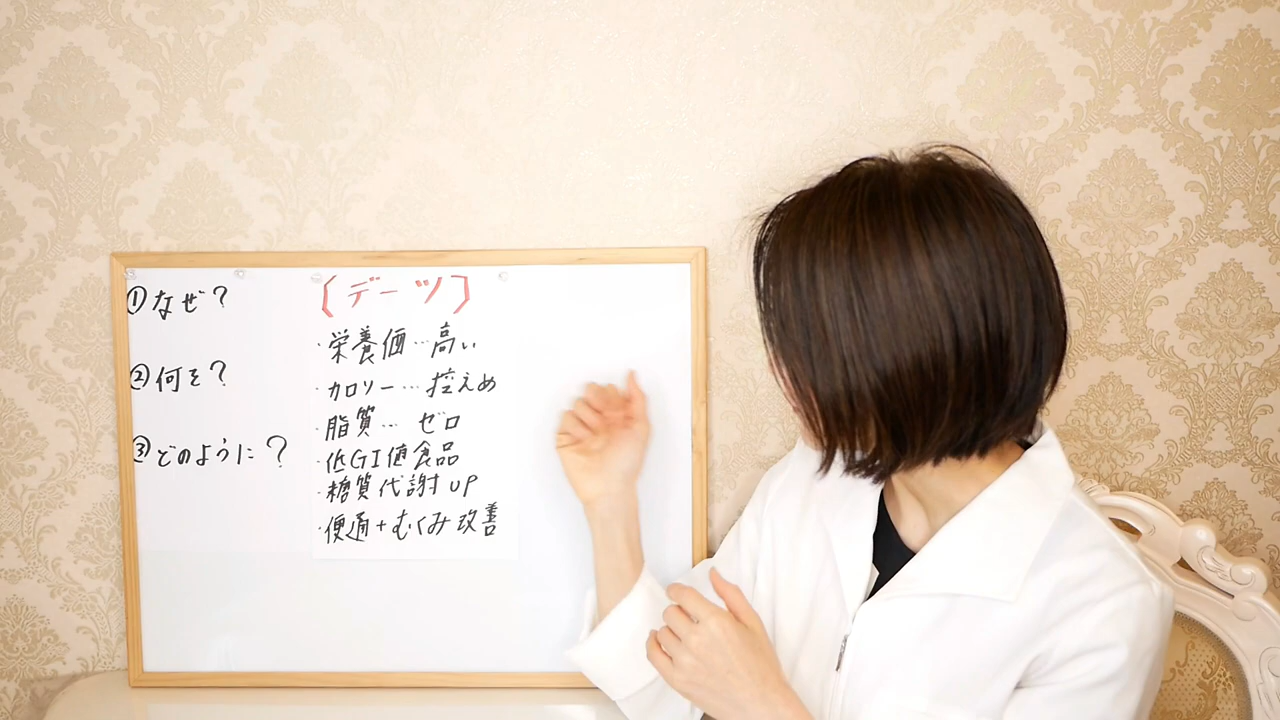 ①なぜ?
②何を?
③どのように?
〔デーツ〕
・栄養価…高い
・カロリー…控えめ
・脂質…ゼロ
・低GI値食品
・糖質代謝UP
・便通+むくみ改善